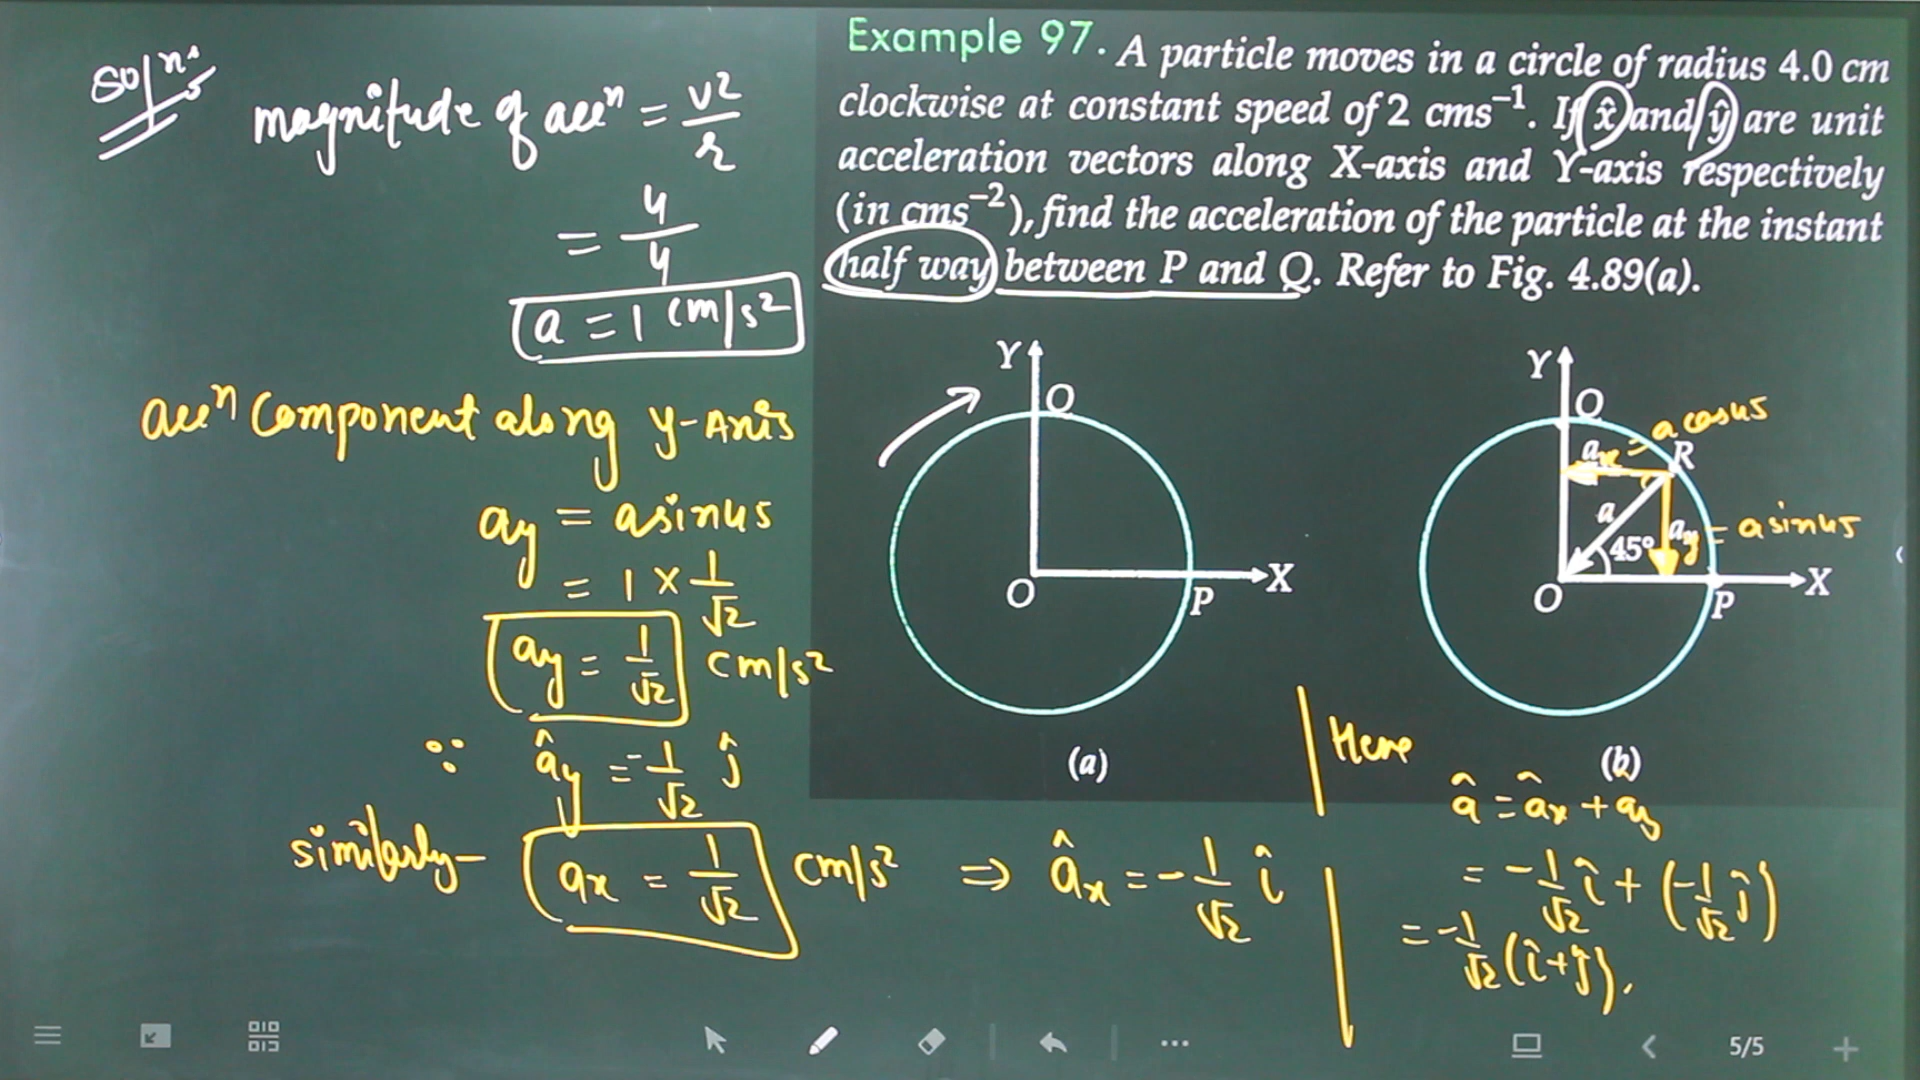 Soln:
magnitude of accn = v²/r
= 4/4
a = 1 cm/s²
accn component along y-Axis
ay = a sin45
= 1 × 1/√2
ay = 1/√2 cm/s²
∵ ây = -1/√2 ĵ
similarly- ax = 1/√2 cm/s² ⇒ âx = -1/√2 î
Example 97. A particle moves in a circle of radius 4.0 cm
clockwise at constant speed of 2 cms⁻¹. If x̂ and ŷ are unit
acceleration vectors along X-axis and Y-axis respectively
(in cms⁻²), find the acceleration of the particle at the instant
half way between P and Q. Refer to Fig. 4.89(a).
Y
Q
O
P
X
(a)
Y
Q
ax = a cos45
R
a
ay = a sin45
45°
O
P
X
(b)
Here
â = âx + ay
= -1/√2 î + (-1/√2 ĵ)
= -1/√2 (î + ĵ).
5/5